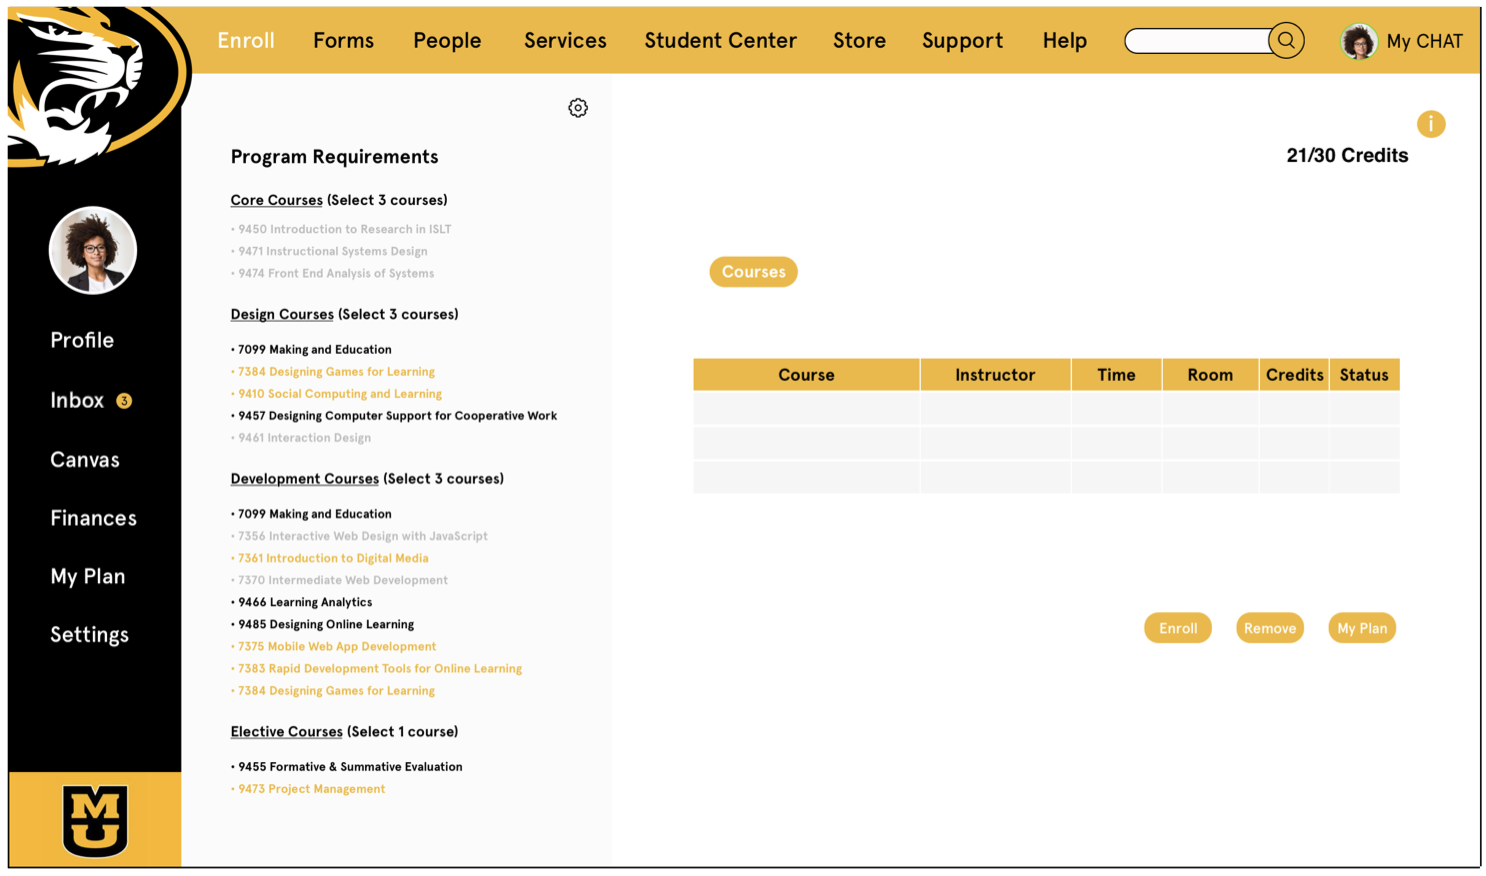 Enroll Forms People Services Student Center Store Support Help My CHAT
Profile
Inbox 3
Canvas
Finances
My Plan
Settings
MU
Program Requirements
Core Courses (Select 3 courses)
• 9450 Introduction to Research in ISLT
• 9471 Instructional Systems Design
• 9474 Front End Analysis of Systems
Design Courses (Select 3 courses)
• 7099 Making and Education
• 7384 Designing Games for Learning
• 9410 Social Computing and Learning
• 9457 Designing Computer Support for Cooperative Work
• 9461 Interaction Design
Development Courses (Select 3 courses)
• 7099 Making and Education
• 7356 Interactive Web Design with JavaScript
• 7361 Introduction to Digital Media
• 7370 Intermediate Web Development
• 9466 Learning Analytics
• 9485 Designing Online Learning
• 7375 Mobile Web App Development
• 7383 Rapid Development Tools for Online Learning
• 7384 Designing Games for Learning
Elective Courses (Select 1 course)
• 9455 Formative & Summative Evaluation
• 9473 Project Management
i
21/30 Credits
Courses
Course Instructor Time Room Credits Status
Enroll Remove My Plan